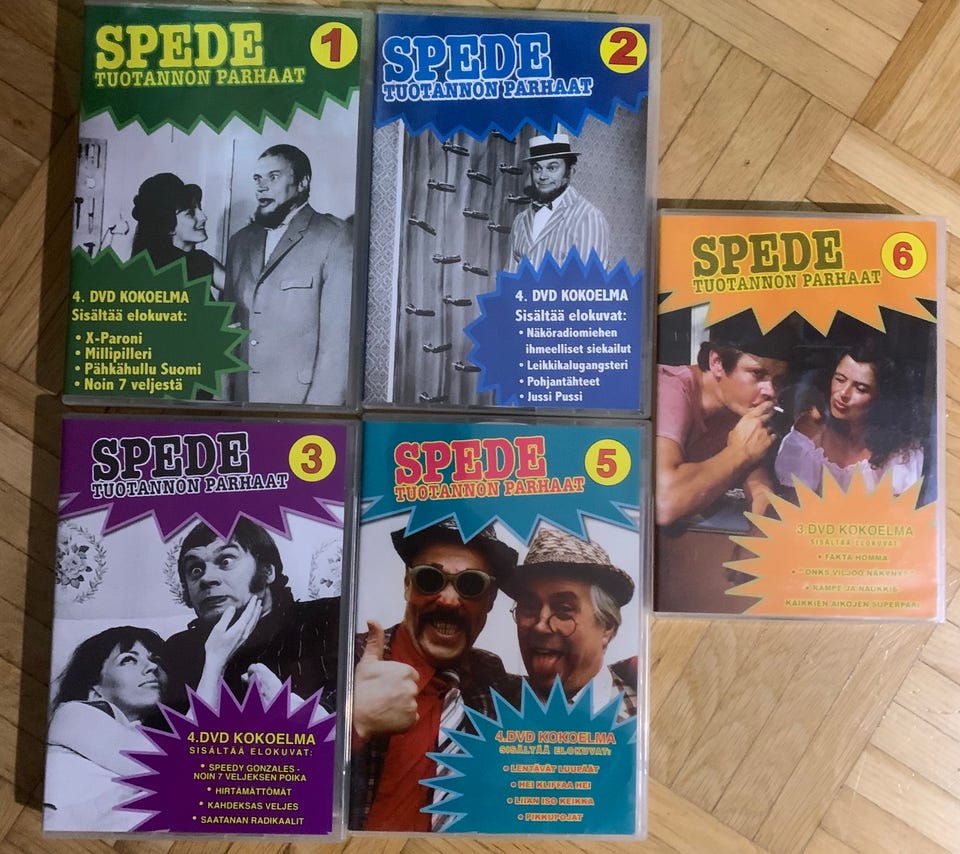 SPEDE
TUOTANNON PARHAAT
1
4. DVD KOKOELMA
Sisältää elokuvat:
• X-Paroni
• Millipilleri
• Pähkähullu Suomi
• Noin 7 veljestä
SPEDE
TUOTANNON PARHAAT
2
4. DVD KOKOELMA
Sisältää elokuvat:
• Näköradiomiehen
ihmeelliset siekailut
• Leikkikalugangsteri
• Pohjantähteet
• Jussi Pussi
SPEDE
TUOTANNON PARHAAT
3
4.DVD KOKOELMA
SISÄLTÄÄ ELOKUVAT:
• SPEEDY GONZALES -
NOIN 7 VELJEKSEN POIKA
• HIRTÄMÄTTÖMÄT
• KAHDEKSAS VELJES
• SAATANAN RADIKAALIT
SPEDE
TUOTANNON PARHAAT
5
4.DVD KOKOELMA
SISÄLTÄÄ ELOKUVAT:
• LENTÄVÄT LUUPÄÄT
• HEI KLIFFAA HEI
• LIIAN ISO KEIKKA
• PIKKUPOJAT
SPEDE
TUOTANNON PARHAAT
6
3.DVD KOKOELMA
SISÄLTÄÄ ELOKUVAT:
• FAKTA HOMMA
• "ONKS VILJOO NÄKYNY?"
• NAMPE JA NAUKKIS
KAIKKIEN AIKOJEN SUPERPARI